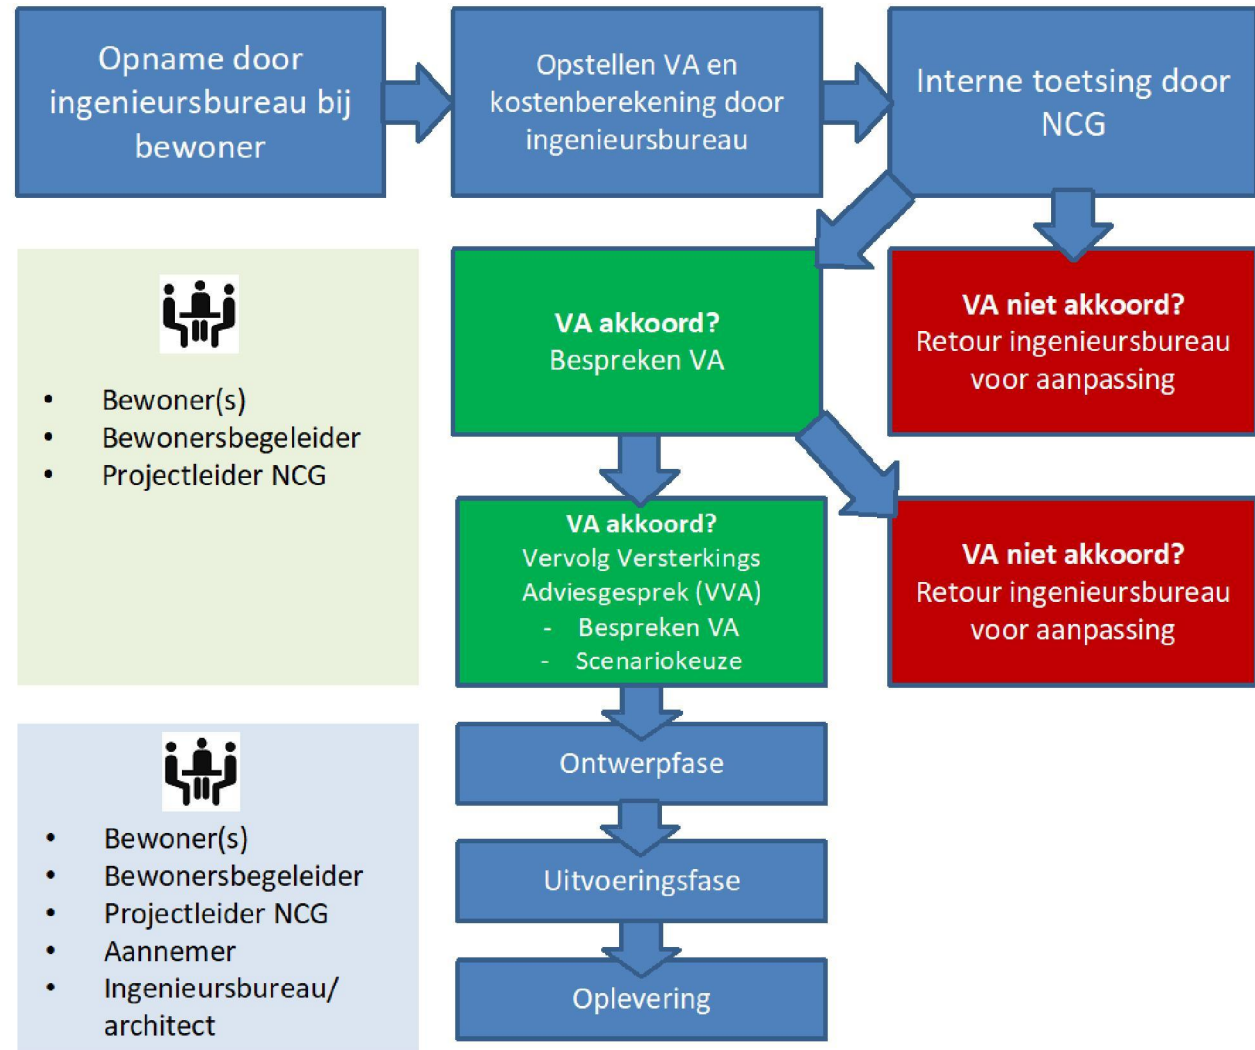 Opname door
ingenieursbureau bij
bewoner
Opstellen VA en
kostenberekening door
ingenieursbureau
Interne toetsing door
NCG
• Bewoner(s)
• Bewonersbegeleider
• Projectleider NCG
VA akkoord?
Bespreken VA
VA niet akkoord?
Retour ingenieursbureau
voor aanpassing
VA akkoord?
Vervolg Versterkings
Adviesgesprek (VVA)
- Bespreken VA
- Scenariokeuze
VA niet akkoord?
Retour ingenieursbureau
voor aanpassing
• Bewoner(s)
• Bewonersbegeleider
• Projectleider NCG
• Aannemer
• Ingenieursbureau/
architect
Ontwerpfase
Uitvoeringsfase
Oplevering